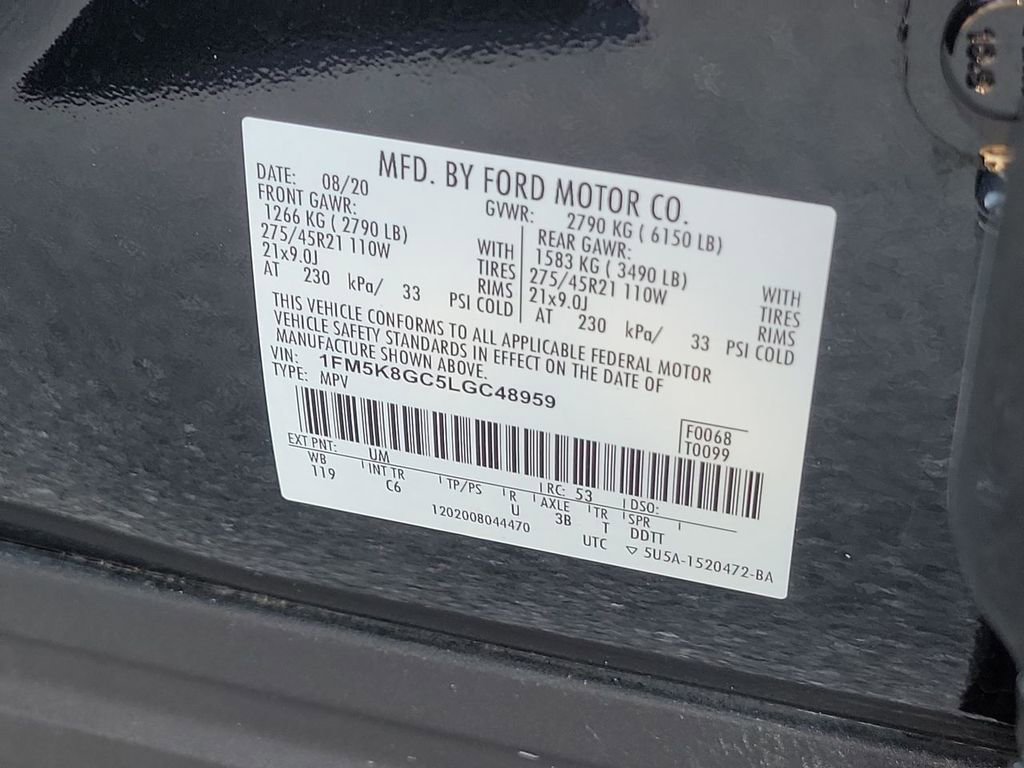 MFD. BY FORD MOTOR CO.
DATE: 08/20 GVWR: 2790 KG ( 6150 LB)
FRONT GAWR: REAR GAWR:
1266 KG ( 2790 LB) WITH 1583 KG ( 3490 LB) WITH
275/45R21 110W TIRES 275/45R21 110W TIRES
21x9.0J RIMS 21x9.0J RIMS
AT 230 kPa/ 33 PSI COLD AT 230 kPa/ 33 PSI COLD
THIS VEHICLE CONFORMS TO ALL APPLICABLE FEDERAL MOTOR
VEHICLE SAFETY STANDARDS IN EFFECT ON THE DATE OF
MANUFACTURE SHOWN ABOVE.
VIN: 1FM5K8GC5LGC48959
TYPE: MPV
F0068
T0099
EXT PNT: UM RC: 53 DSO:
WB INT TR TP/PS R AXLE TR SPR
119 C6 U 3B T DDTT
1202008044470 UTC ▽ 5U5A-1520472-BA